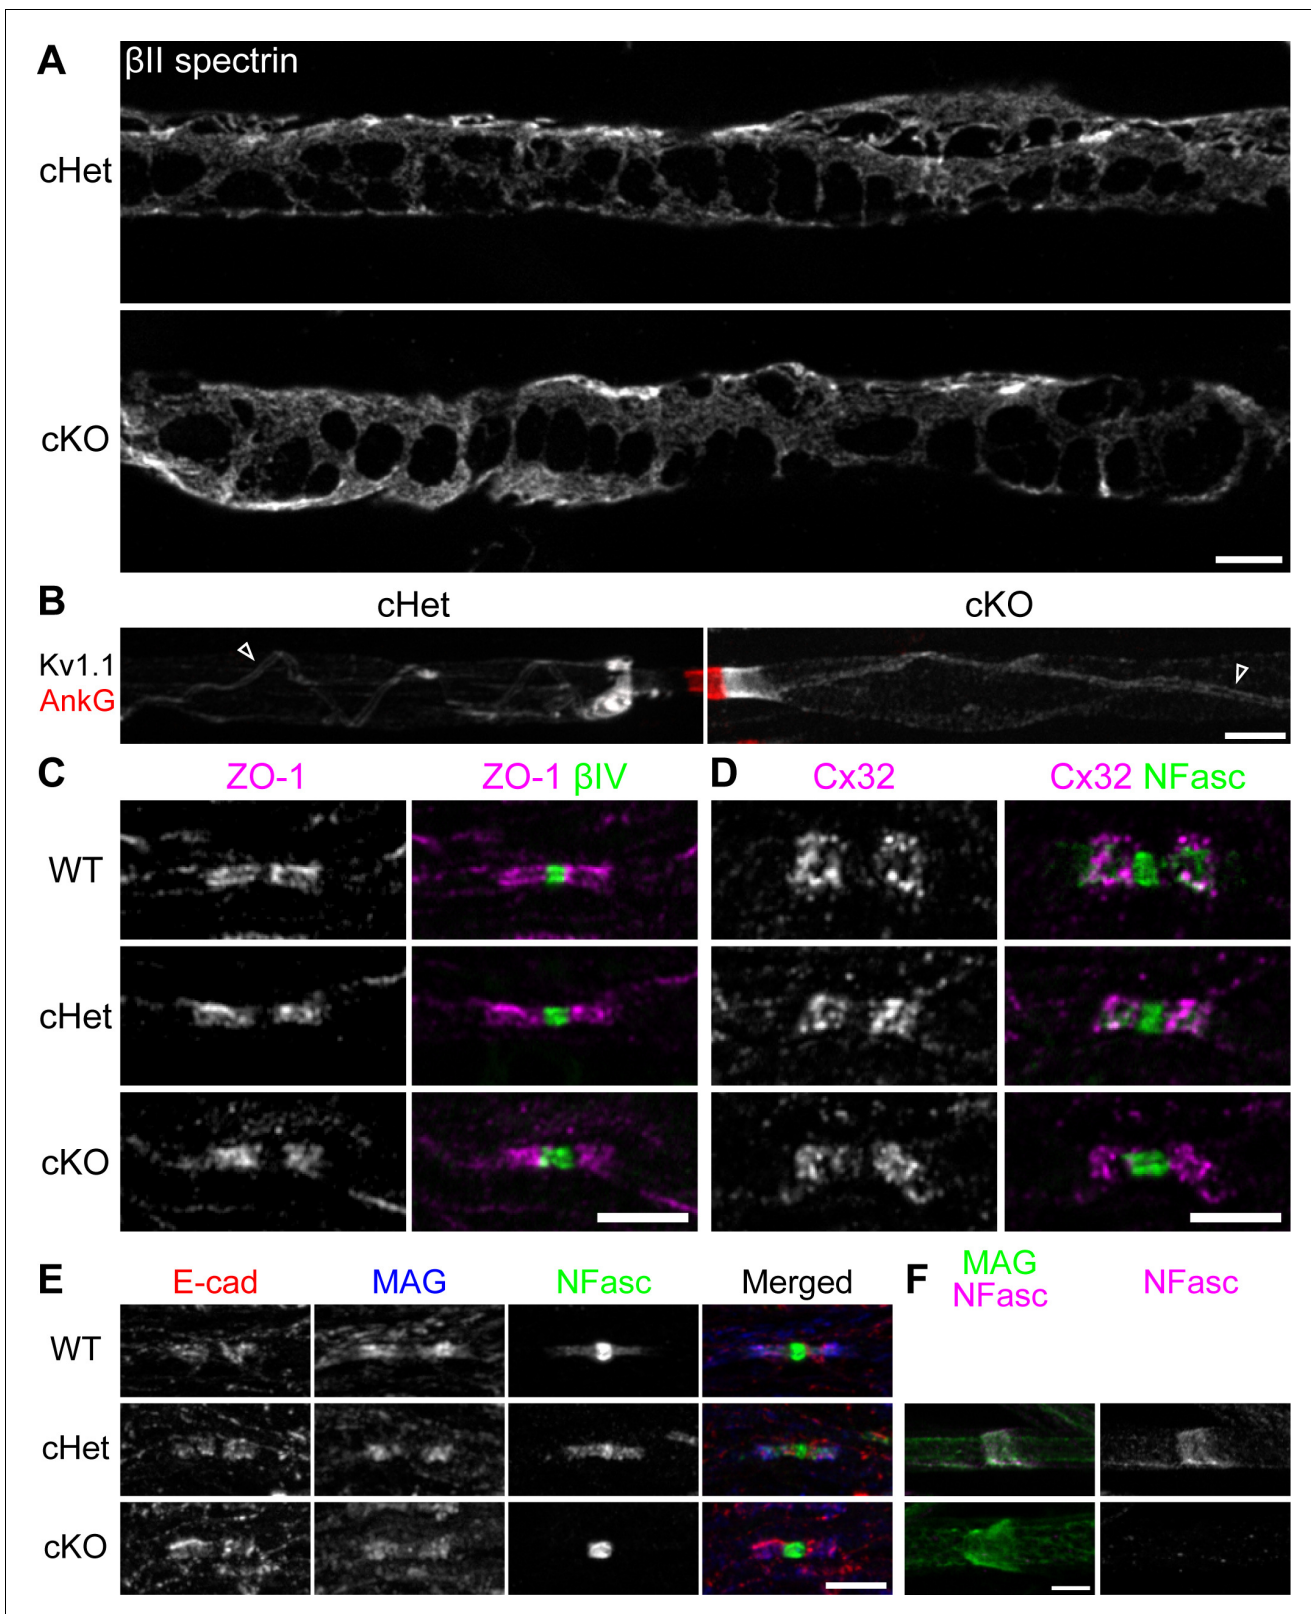 A
βII spectrin
cHet
cKO
B
cHet
cKO
Kv1.1
AnkG
C
ZO-1
ZO-1 βIV
D
Cx32
Cx32 NFasc
WT
cHet
cKO
E
E-cad
MAG
NFasc
Merged
F
MAG
NFasc
NFasc
WT
cHet
cKO